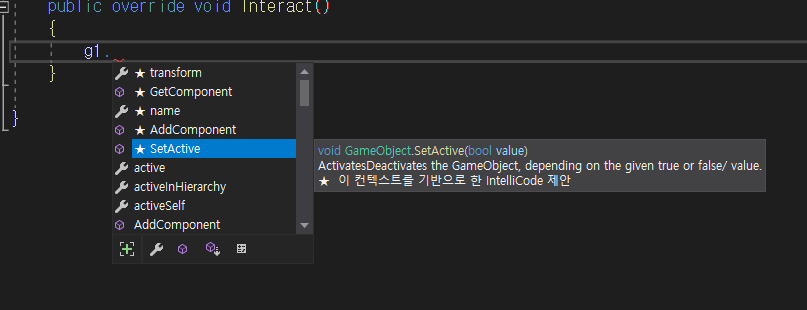 public override void Interact()
{
g1.
}
}
★ transform
★ GetComponent
★ name
★ AddComponent
★ SetActive
active
activeInHierarchy
activeSelf
AddComponent
void GameObject.SetActive(bool value)
ActivatesDeactivates the GameObject, depending on the given true or false/ value.
★ 이 컨텍스트를 기반으로 한 IntelliCode 제안